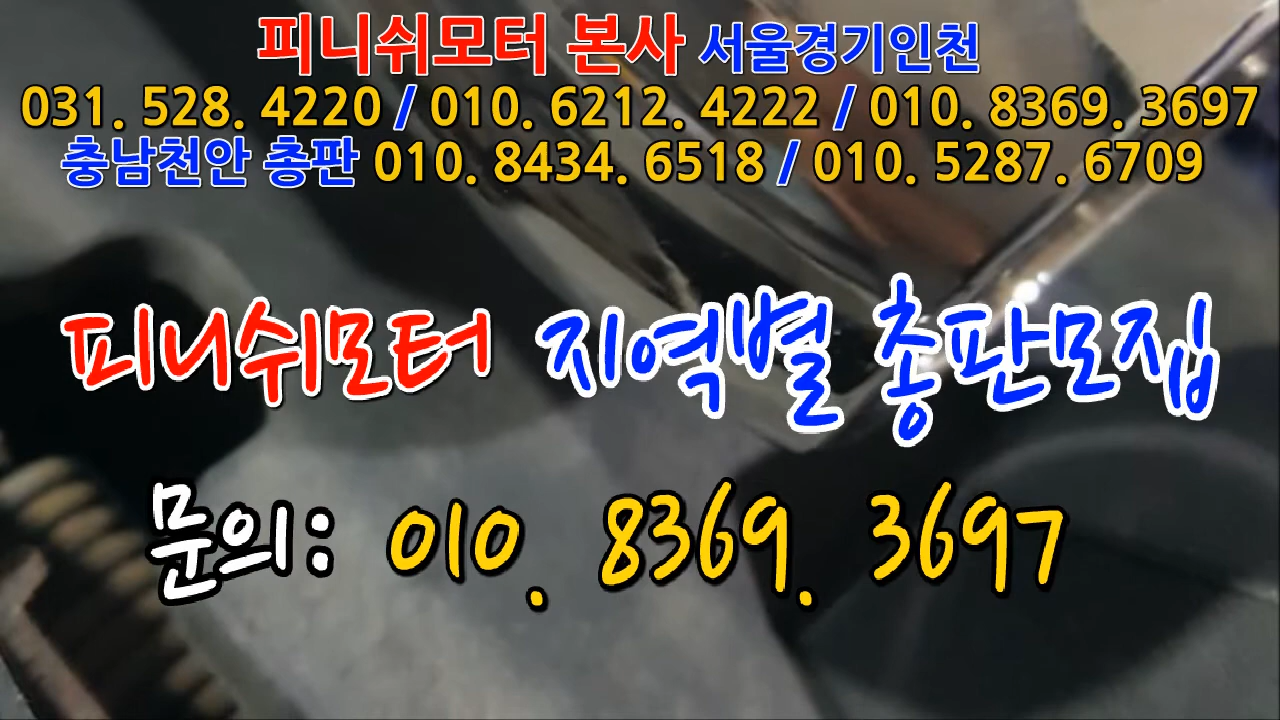 피니쉬모터 본사 서울경기인천
031. 528. 4220 / 010. 6212. 4222 / 010. 8369. 3697
충남천안 총판 010. 8434. 6518 / 010. 5287. 6709
피니쉬모터 지역별 총판모집
문의: 010. 8369. 3697